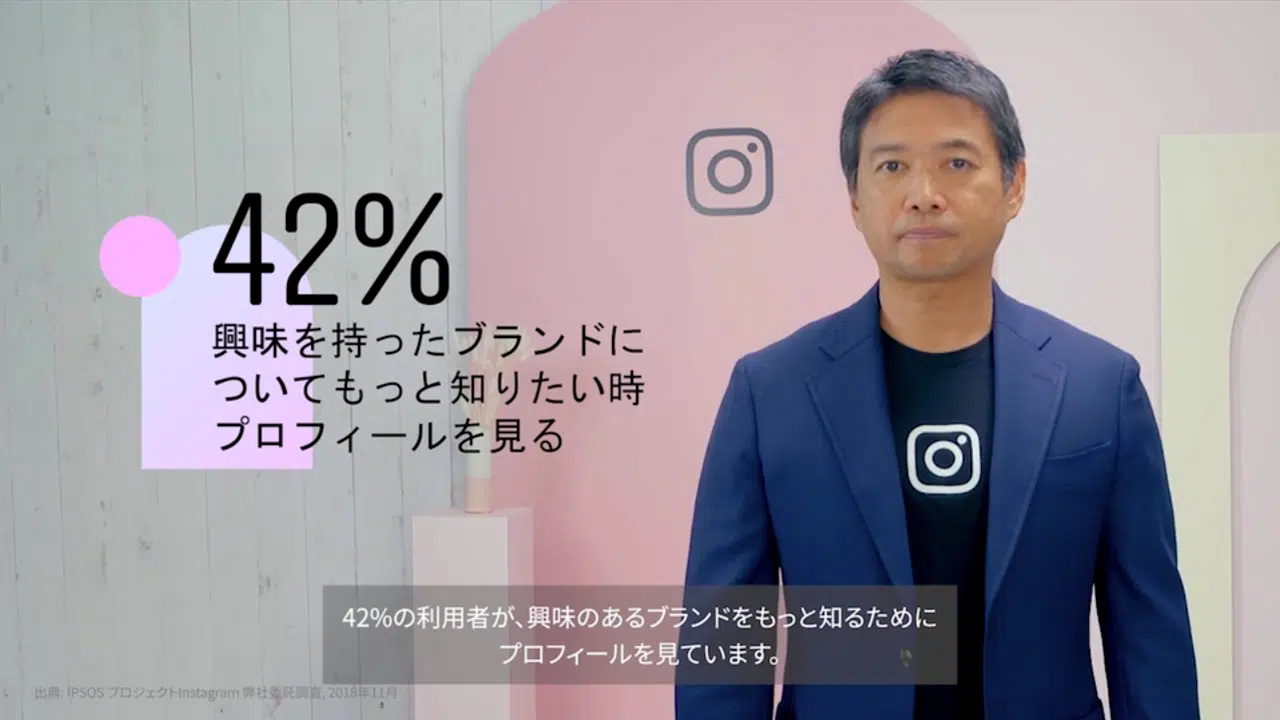 42%
興味を持ったブランドに
ついてもっと知りたい時
プロフィールを見る
42%の利用者が、興味のあるブランドをもっと知るために
プロフィールを見ています。
出典: IPSOS プロジェクトInstagram 弊社委託調査, 2018年11月